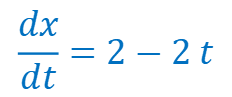 dx/dt = 2 − 2 t